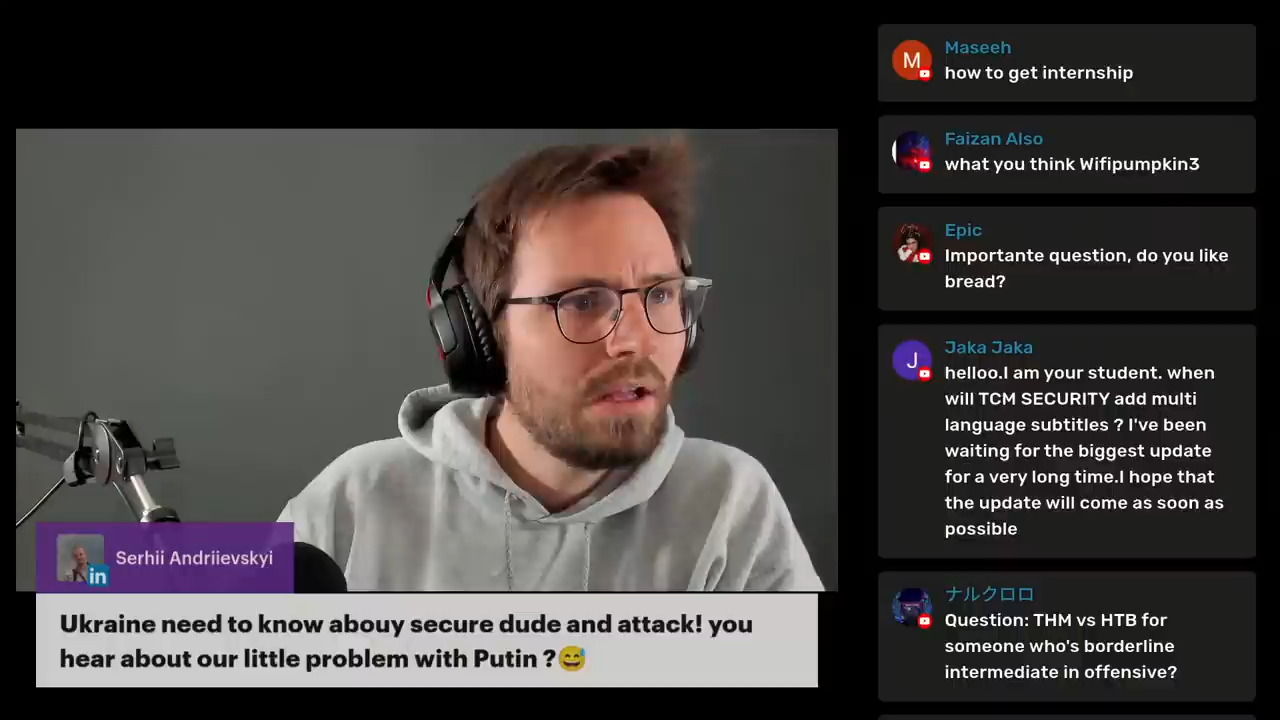 Maseeh
how to get internship
Faizan Also
what you think Wifipumpkin3
Epic
Importante question, do you like
bread?
Jaka Jaka
helloo.I am your student. when
will TCM SECURITY add multi
language subtitles ? I've been
waiting for the biggest update
for a very long time.I hope that
the update will come as soon as
possible
ナルクロロ
Question: THM vs HTB for
someone who's borderline
intermediate in offensive?
Serhii Andriievskyi
Ukraine need to know abouy secure dude and attack! you
hear about our little problem with Putin ?😅
M
J
in